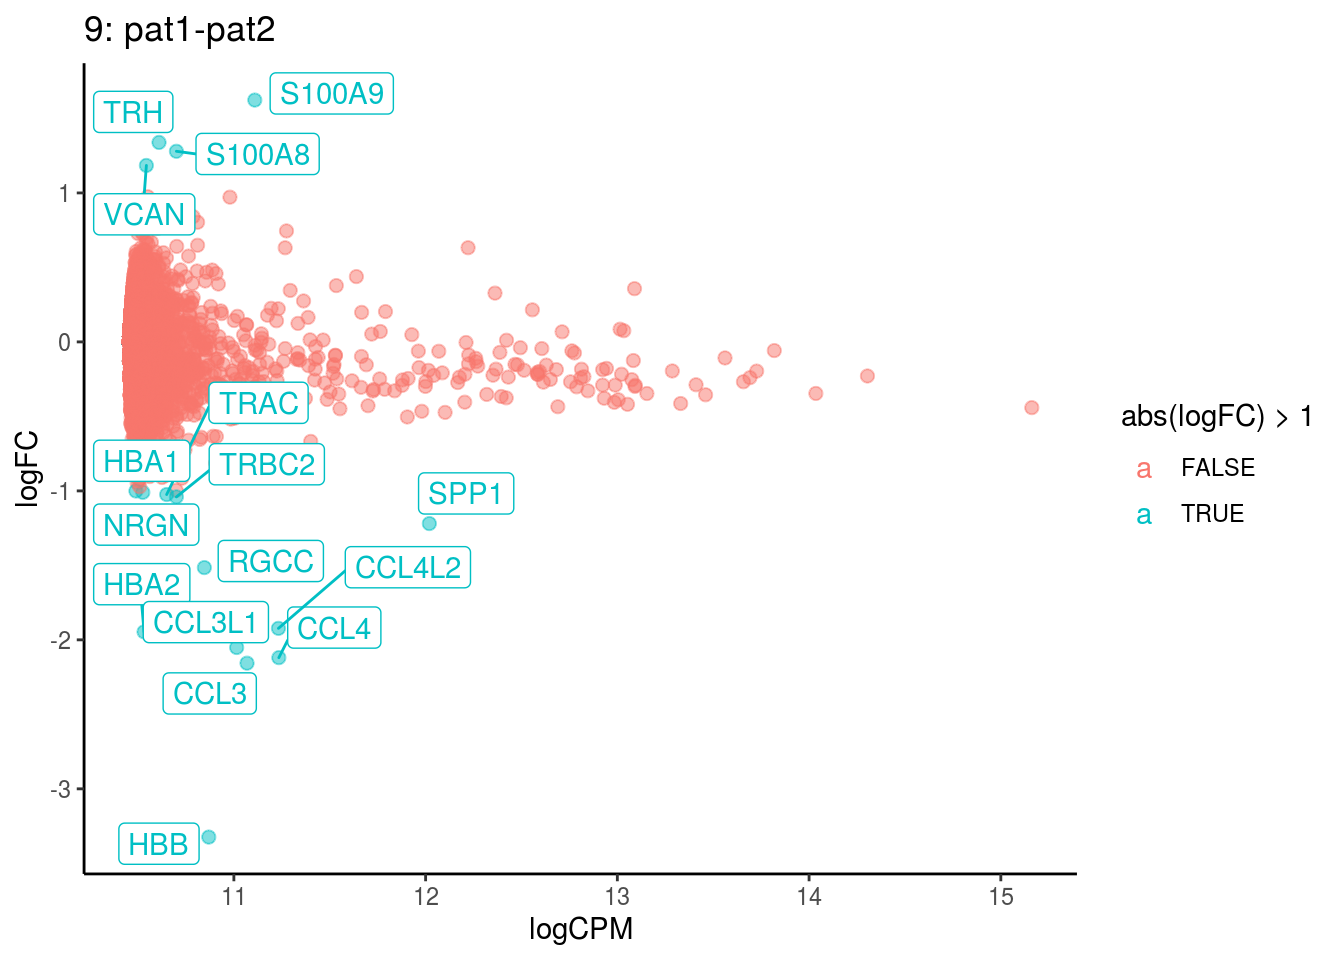 9: pat1-pat2
S100A9
TRH
S100A8
VCAN
TRAC
HBA1
TRBC2
SPP1
NRGN
RGCC
CCL4L2
HBA2
CCL3L1
CCL4
CCL3
HBB
1
0
-1
-2
-3
logFC
11
12
13
14
15
logCPM
abs(logFC) > 1
a FALSE
a TRUE